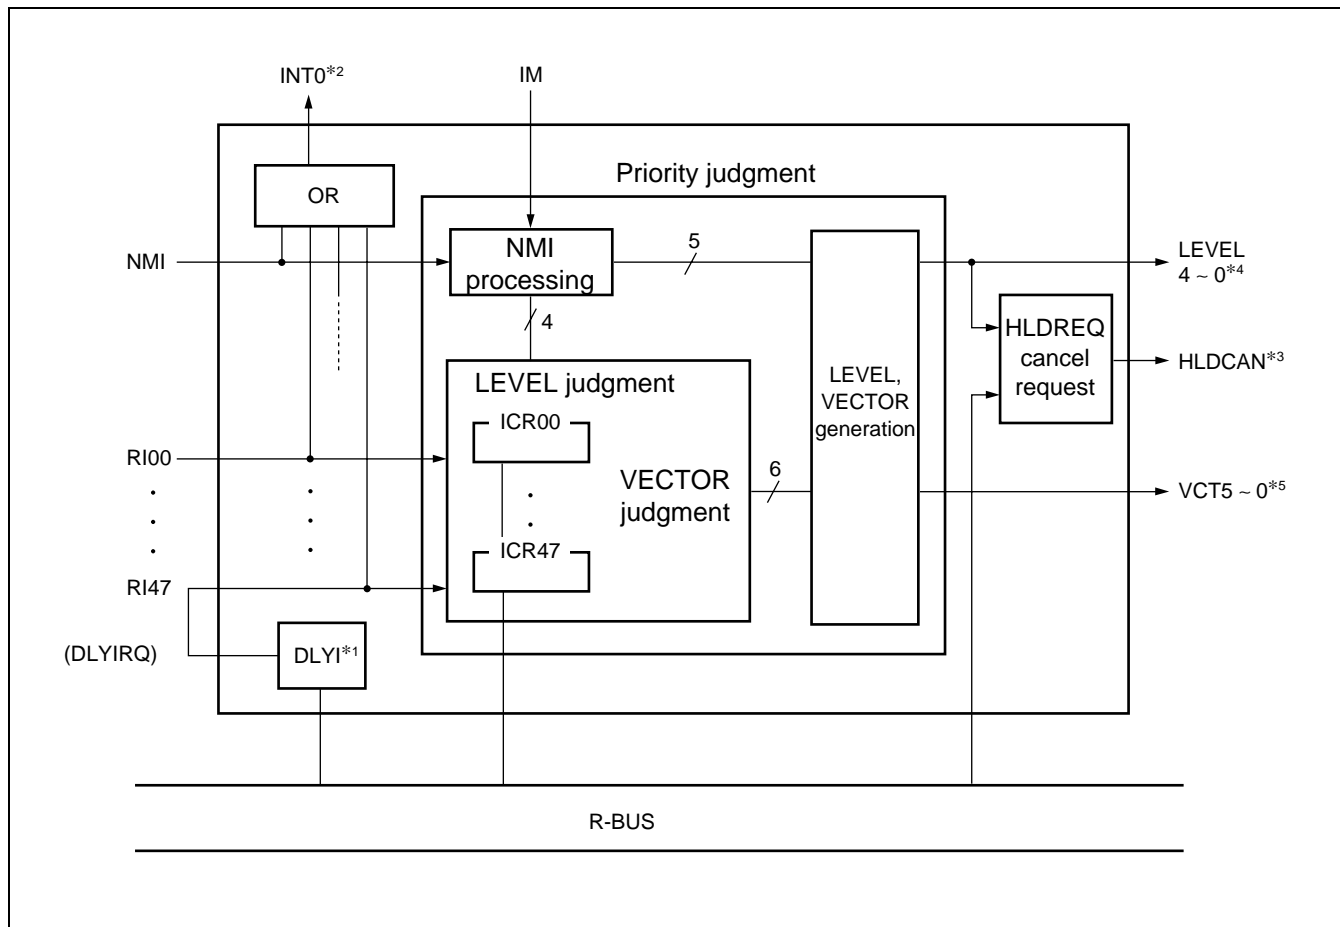 INT0*2
IM
OR
Priority judgment
NMI
NMI
processing
5
LEVEL
4 ~ 0*4
4
HLDREQ
cancel
request
HLDCAN*3
LEVEL judgment
ICR00
LEVEL,
VECTOR
generation
RI00
VECTOR
judgment
6
VCT5 ~ 0*5
ICR47
RI47
(DLYIRQ)
DLYI*1
R-BUS